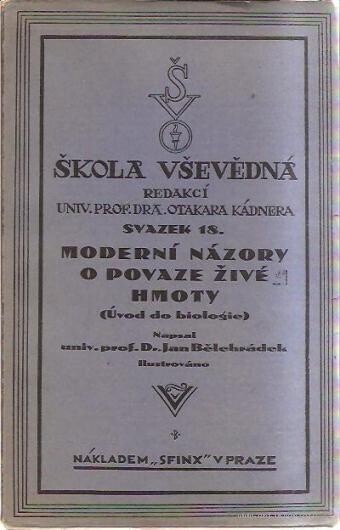 Š
V
ŠKOLA VŠEVĚDNÁ
REDAKCÍ
UNIV. PROF. DRA. OTAKARA KÁDNERA
SVAZEK 18.
MODERNÍ NÁZORY
O POVAZE ŽIVÉ
HMOTY
(Úvod do biologie)
Napsal
univ. prof. Dr. Jan Bělehrádek
Ilustrováno
NÁKLADEM „SFINX" V PRAZE